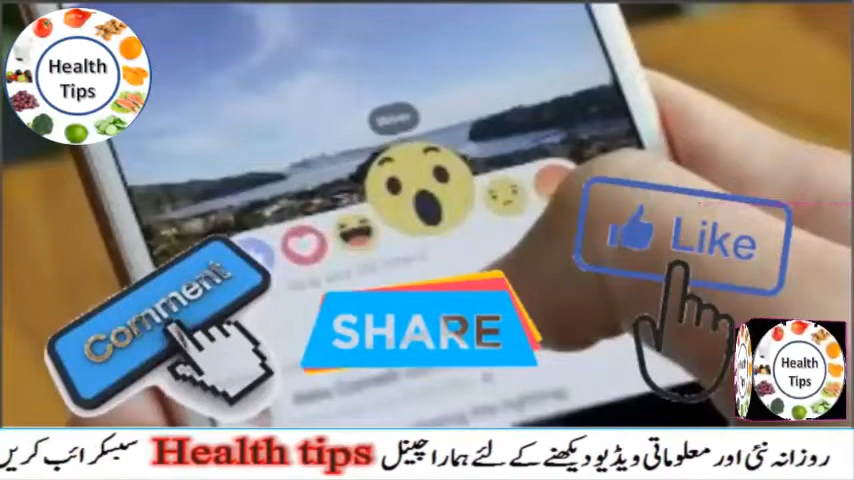 Health
Tips
Wow
Like
Comment
SHARE
Health
Tips
روزانہ نئی اور معلوماتی ویڈیو دیکھنے کے لئے ہمارا چینل Health tips سبسکرائب کریں